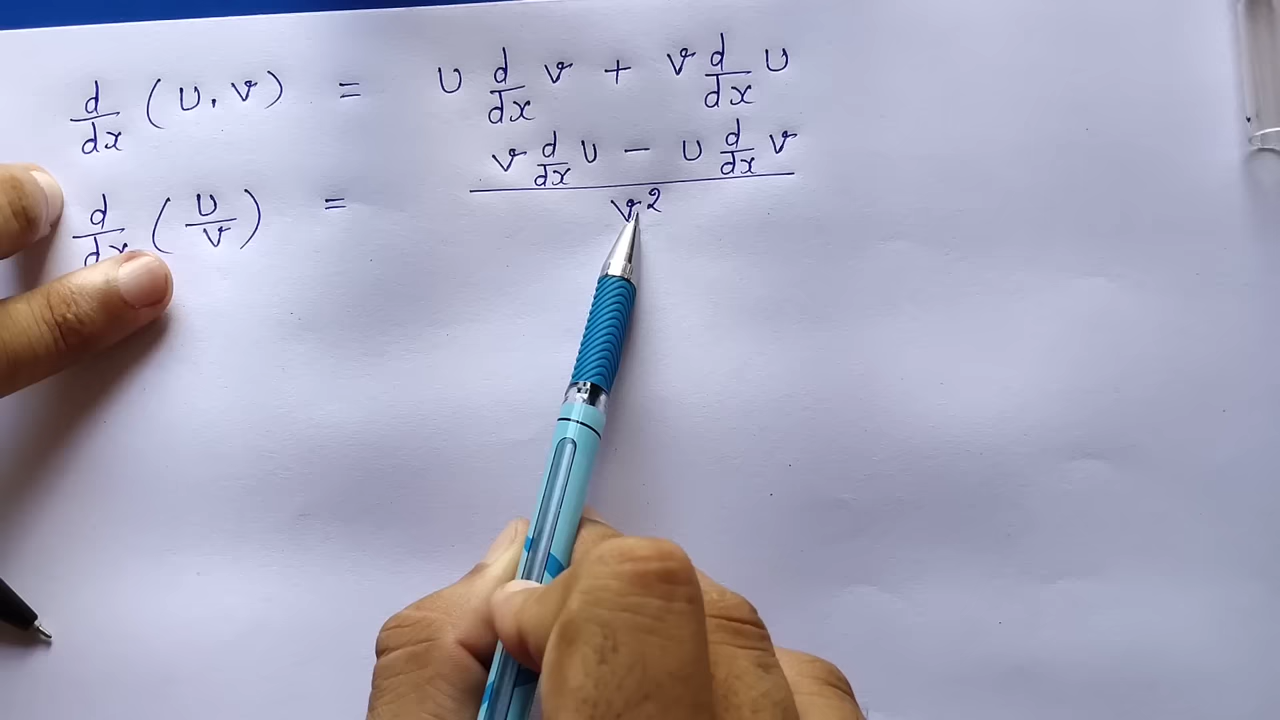 d/dx (U . V) = U d/dx V + V d/dx U
d/dx (U/V) = (V d/dx U - U d/dx V)/V²